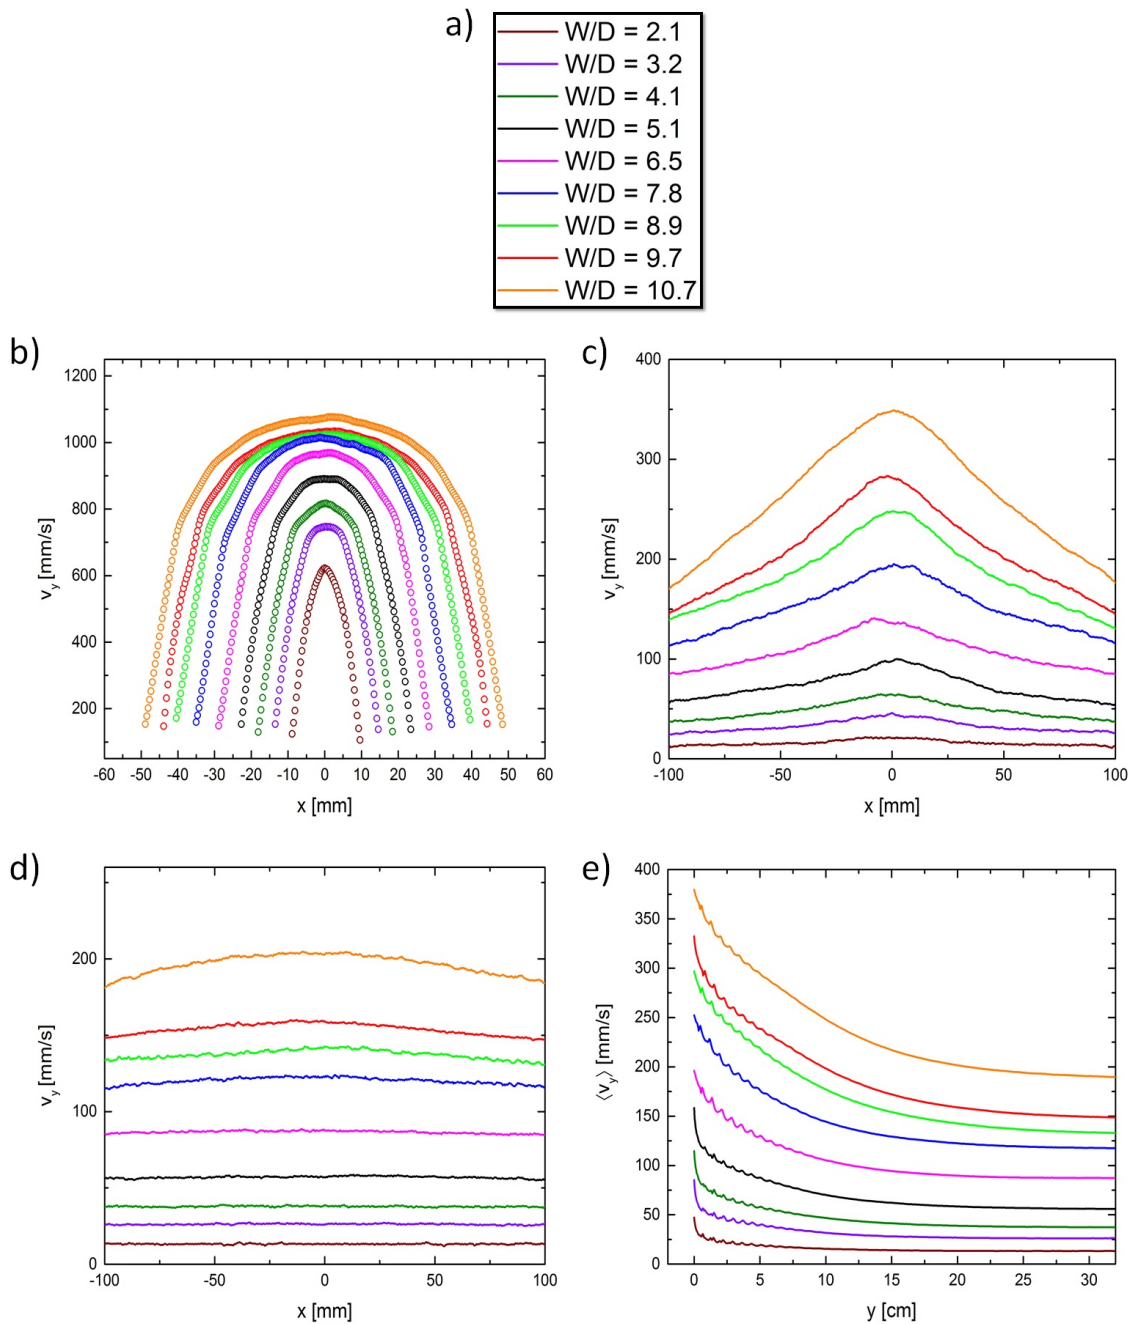 a)
W/D = 2.1
W/D = 3.2
W/D = 4.1
W/D = 5.1
W/D = 6.5
W/D = 7.8
W/D = 8.9
W/D = 9.7
W/D = 10.7
b)
1200
1000
800
600
400
200
-60 -50 -40 -30 -20 -10 0 10 20 30 40 50 60
v_y [mm/s]
x [mm]
c)
400
300
200
100
0
-100 -50 0 50 100
v_y [mm/s]
x [mm]
d)
200
100
0
-100 -50 0 50 100
v_y [mm/s]
x [mm]
e)
400
350
300
250
200
150
100
50
0
0 5 10 15 20 25 30
⟨v_y⟩ [mm/s]
y [cm]